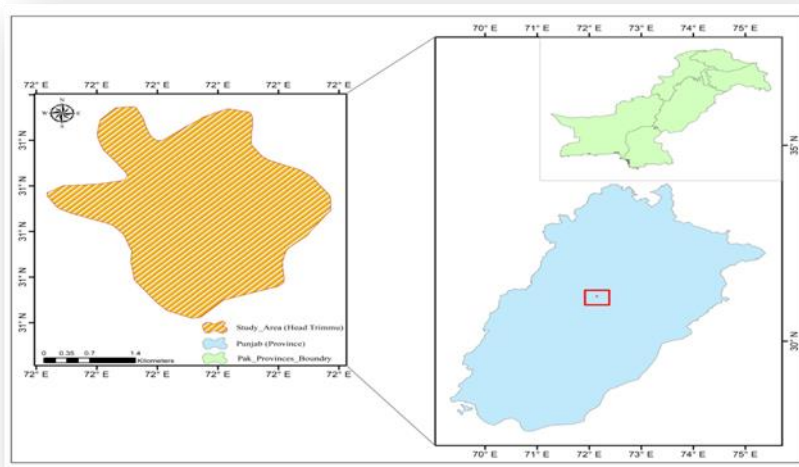 72° E 72° E 72° E 72° E 72° E 72° E
N
W E
S
31° N
31° N
31° N
31° N
31° N
Study_Area (Head Trimmu)
Punjab (Province)
Pak_Provinces_Boundry
0 0.35 0.7 1.4
Kilometers
72° E 72° E 72° E 72° E 72° E 72° E
70° E 71° E 72° E 73° E 74° E 75° E
35° N
30° N
70° E 71° E 72° E 73° E 74° E 75° E